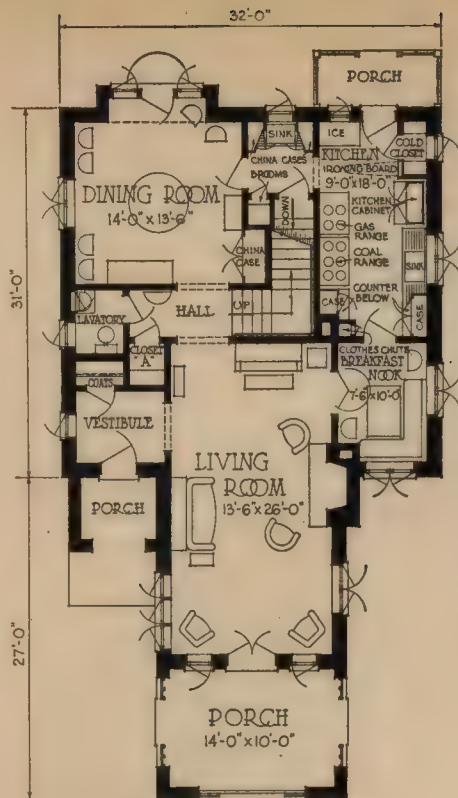 32'-0"
PORCH
SINK
ICE
COLD
CLOSET
CHINA CASES
BROOMS
KITCHEN
IRONING BOARD
9'-0"x18'-0"
DINING ROOM
14'-0"x13'-6"
KITCHEN
CABINET
DOWN
GAS
RANGE
COAL
RANGE
CHINA
CASE
SINK
COUNTER
BELOW
31'-0"
LAVATORY
HALL
UP
CASE
CASE
CLOSET
A
CLOTHES CHUTE
BREAKFAST
NOOK
7'-6"x10'-0"
COATS
VESTIBULE
LIVING
ROOM
13'-6"x26'-0"
PORCH
27'-0"
PORCH
14'-0"x10'-0"